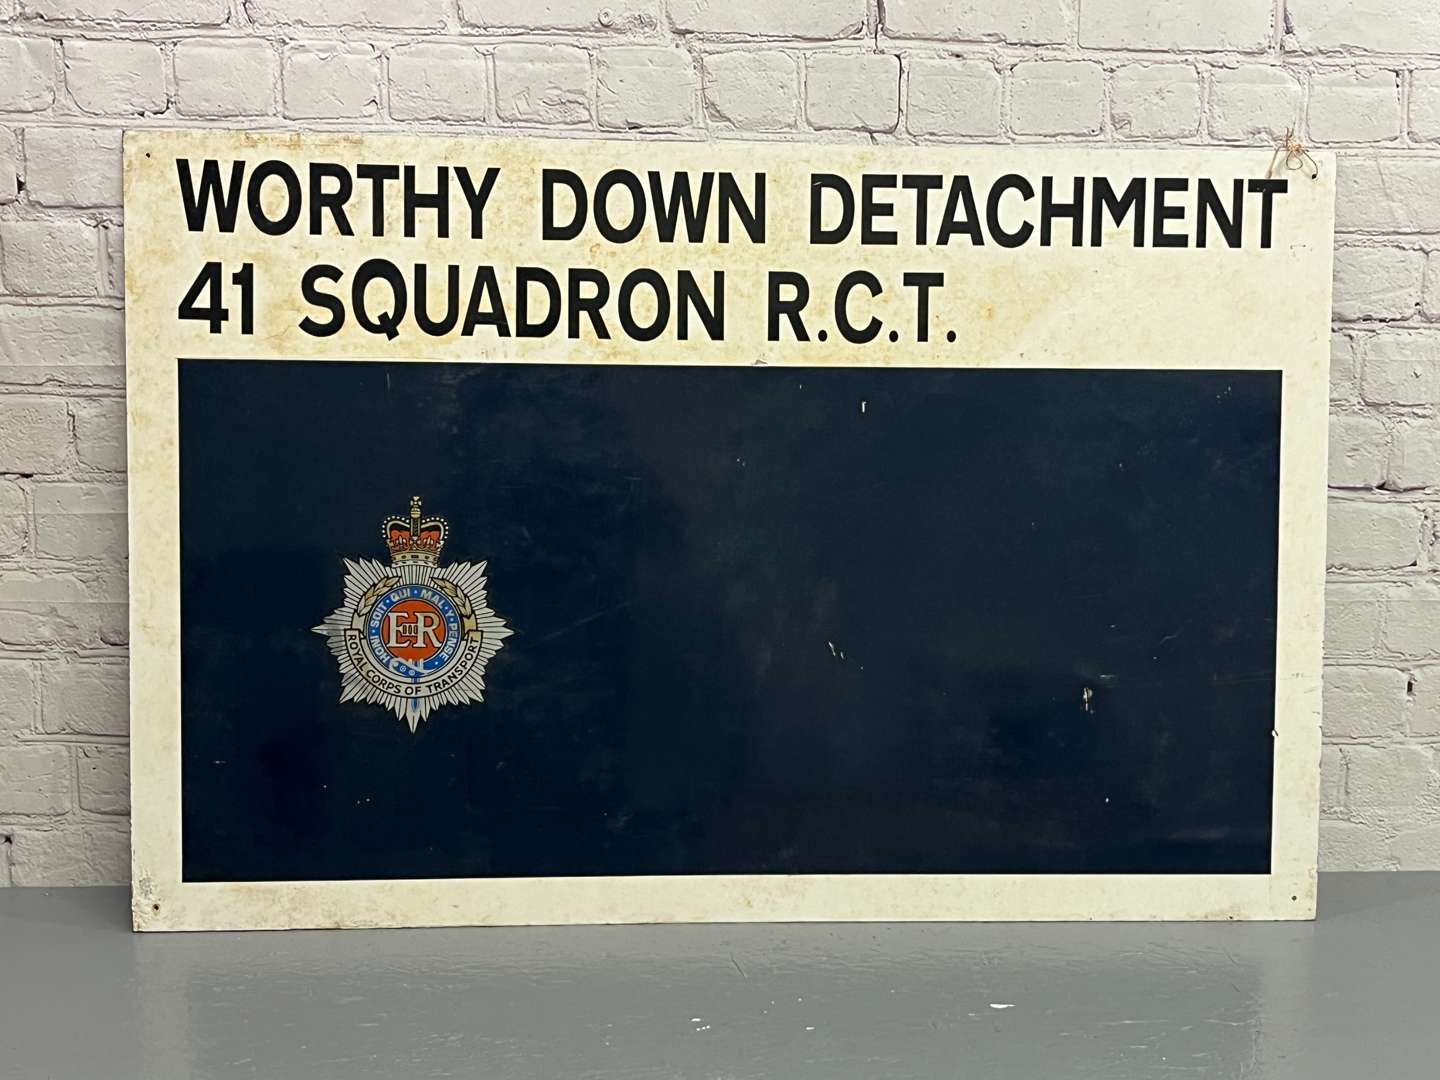 WORTHY DOWN DETACHMENT
41 SQUADRON R.C.T.
HONI · SOIT · QUI · MAL · Y · PENSE
EIIR
ROYAL CORPS OF TRANSPORT